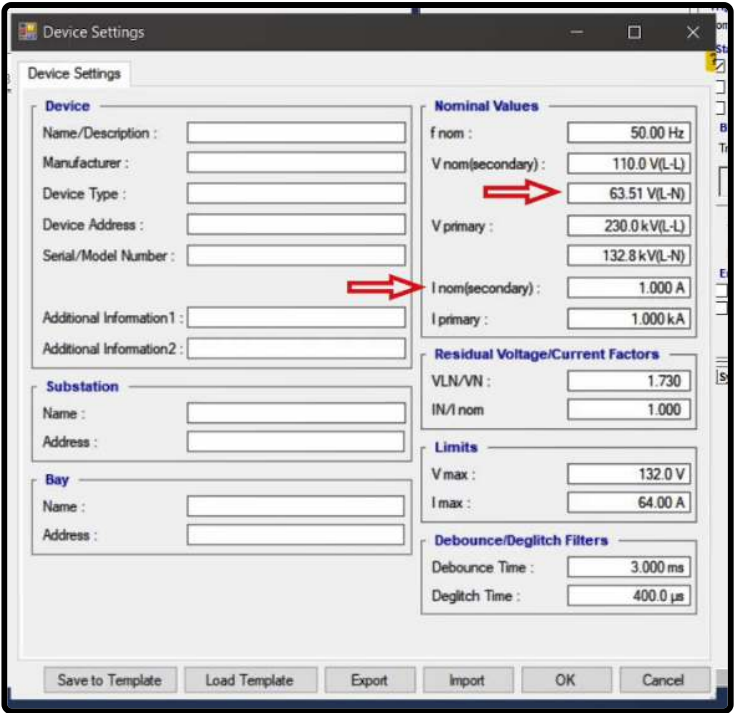 Device Settings
Device Settings
Device
Name/Description :
Manufacturer :
Device Type :
Device Address :
Serial/Model Number :
Additional Information1 :
Additional Information2 :
Substation
Name :
Address :
Bay
Name :
Address :
Nominal Values
f nom : 50.00 Hz
V nom(secondary) : 110.0 V(L-L)
63.51 V(L-N)
V primary : 230.0 kV(L-L)
132.8 kV(L-N)
I nom(secondary) : 1.000 A
I primary : 1.000 kA
Residual Voltage/Current Factors
VLN/VN : 1.730
IN/I nom 1.000
Limits
V max : 132.0 V
I max : 64.00 A
Debounce/Deglitch Filters
Debounce Time : 3.000 ms
Deglitch Time : 400.0 µs
Save to Template Load Template Export Import OK Cancel